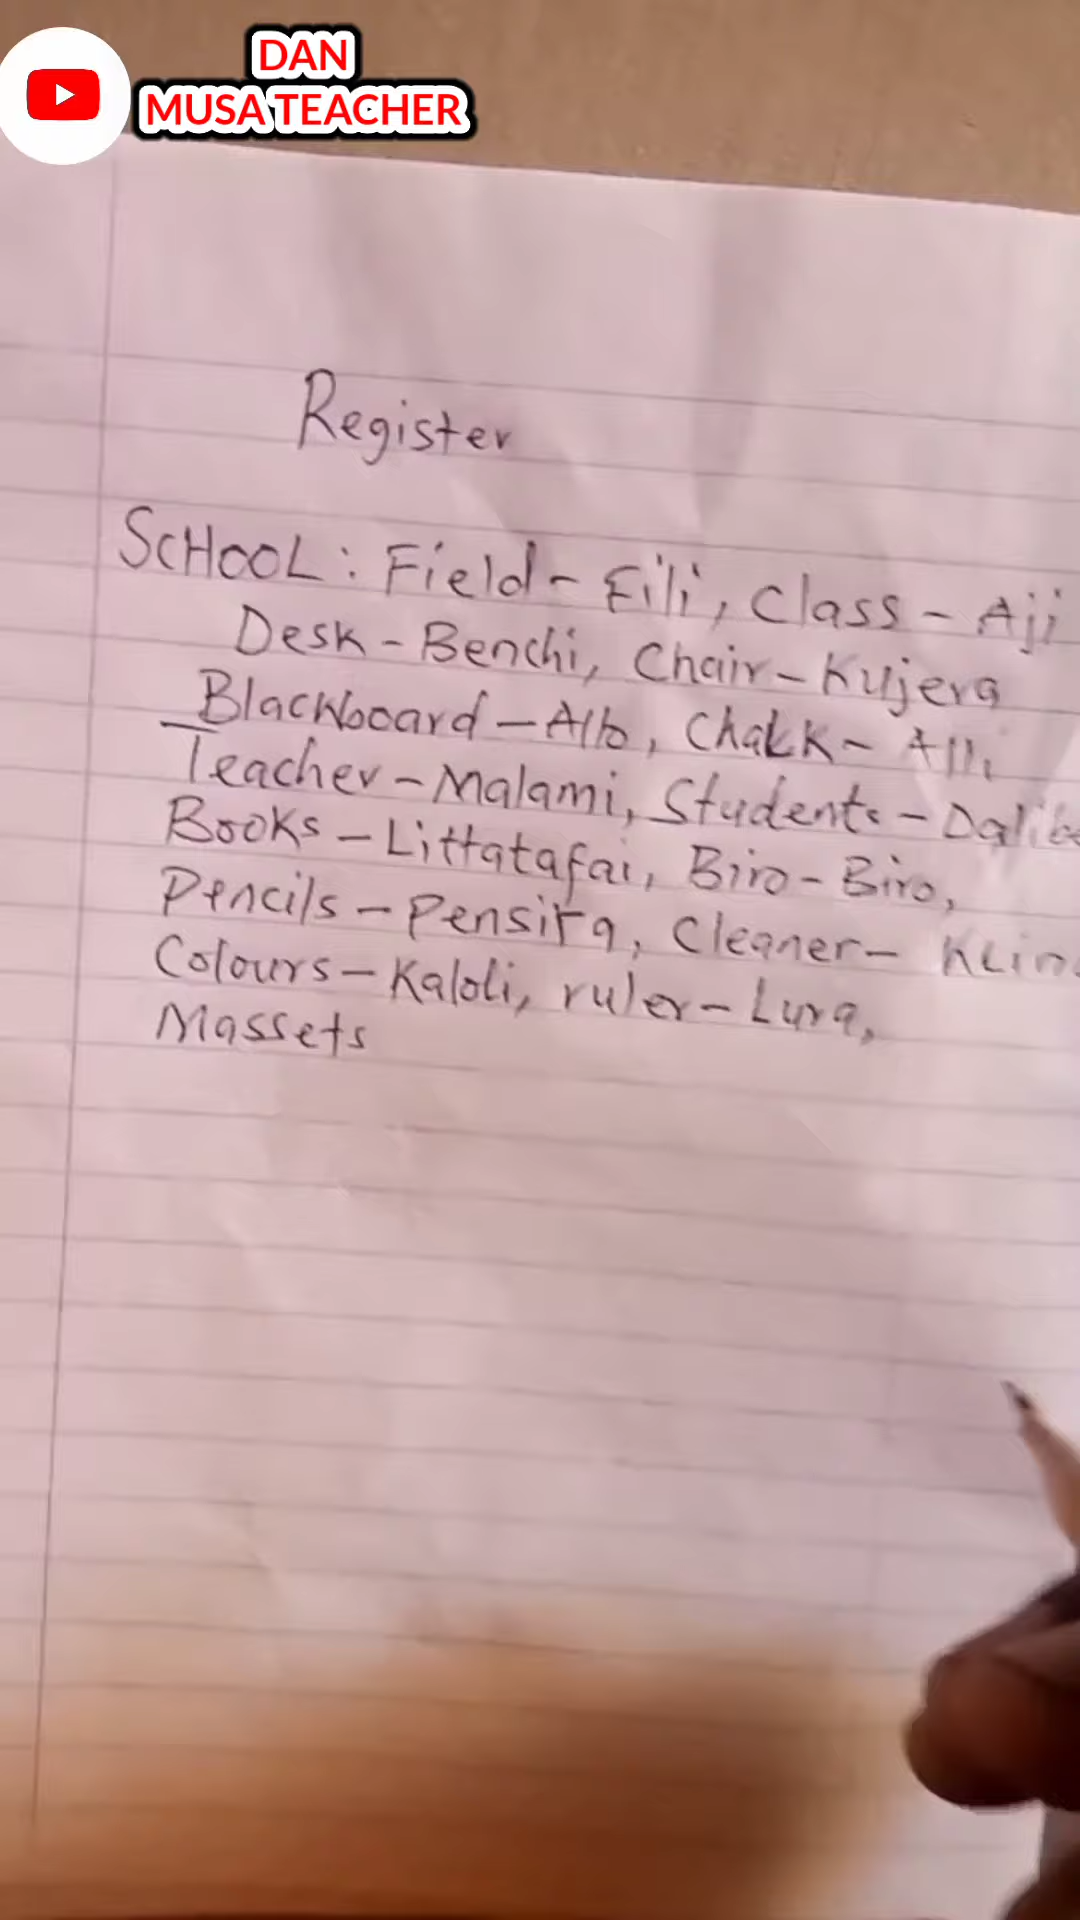 DAN
MUSA TEACHER
Register
SCHOOL: Field - Fili, Class - Aji
Desk - Benchi, Chair - Kujera
Blackboard - Allo, Chalk - Alli
Teacher - Malami, Students - Daliba
Books - Littatafai, Biro - Biro,
Pencils - Pensira, Cleaner -
Colours - Kaloli, ruler - Lura,
Massets